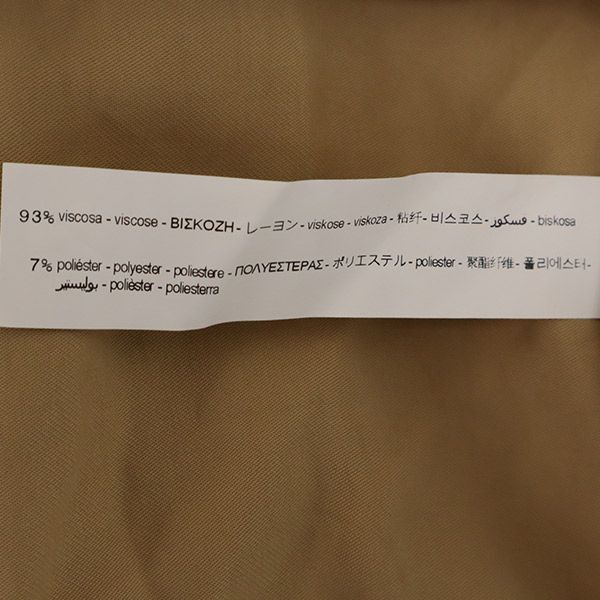 93% viscosa - viscose - ΒΙΣΚΟΖΗ - レーヨン - viskose - viskoza - 粘纤 - 비스코스 - فسكوز - biskosa
7% poliéster - polyester - poliestere - ΠΟΛΥΕΣΤΕΡΑΣ - ポリエステル - poliester - 聚酯纤维 - 폴리에스터 -
بوليستير - polièster - poliesterra